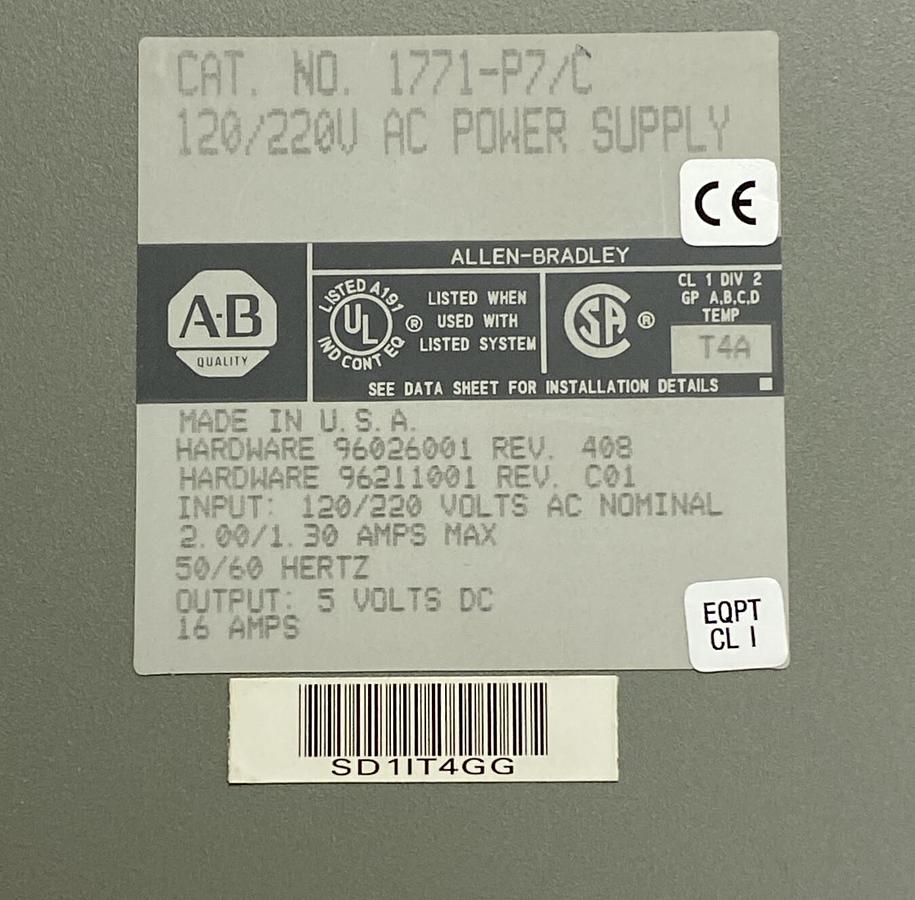 CAT. NO. 1771-P7/C
120/220V AC POWER SUPPLY
CE
ALLEN-BRADLEY
A-B
QUALITY
LISTED A191
UL
IND CONT EQ
®
LISTED WHEN
USED WITH
LISTED SYSTEM
SA
®
CL 1 DIV 2
GP A,B,C,D
TEMP
T4A
SEE DATA SHEET FOR INSTALLATION DETAILS
MADE IN U.S.A.
HARDWARE 96026001 REV. 408
HARDWARE 96211001 REV. C01
INPUT: 120/220 VOLTS AC NOMINAL
2.00/1.30 AMPS MAX
50/60 HERTZ
OUTPUT: 5 VOLTS DC
16 AMPS
EQPT
CL I
SD1IT4GG